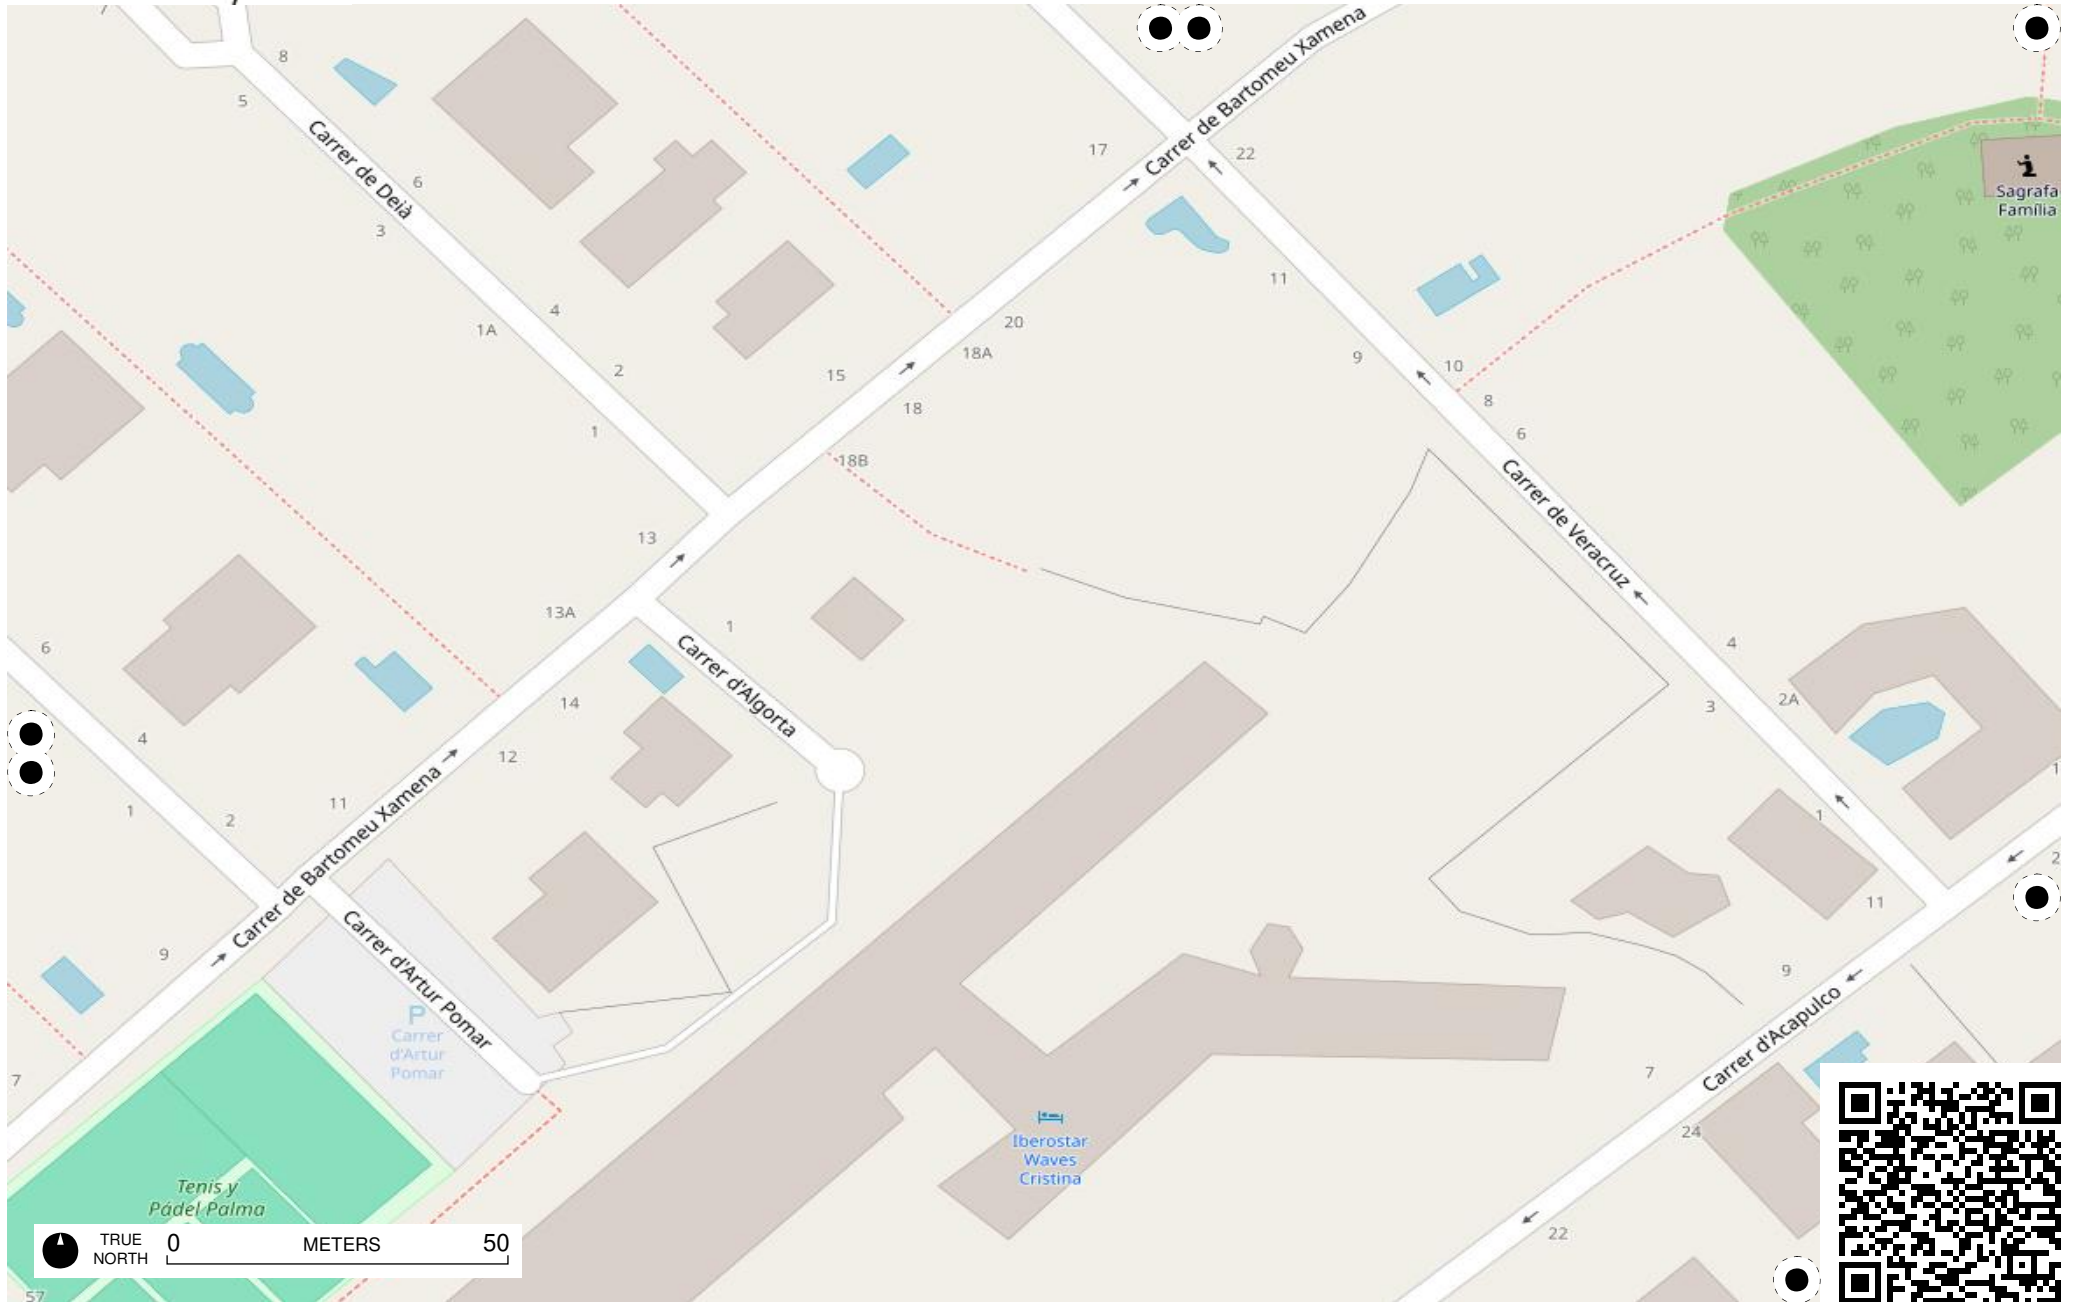 8
5
Carrer de Deià
6
3
4
1A
2
1
17
Carrer de Bartomeu Xamena
22
11
20
18A
15
18
18B
9
10
8
6
Sagrafa
Família
Carrer de Veracruz
13
13A
1
Carrer d'Algorta
6
14
4
4
12
3
2A
1
11
2
Carrer de Bartomeu Xamena
1
11
9
Carrer d'Artur Pomar
P
Carrer
d'Artur
Pomar
9
2
Carrer d'Acapulco
7
7
Iberostar
Waves
Cristina
24
22
Tenis y
Pádel Palma
TRUE
NORTH
0 METERS 50
57